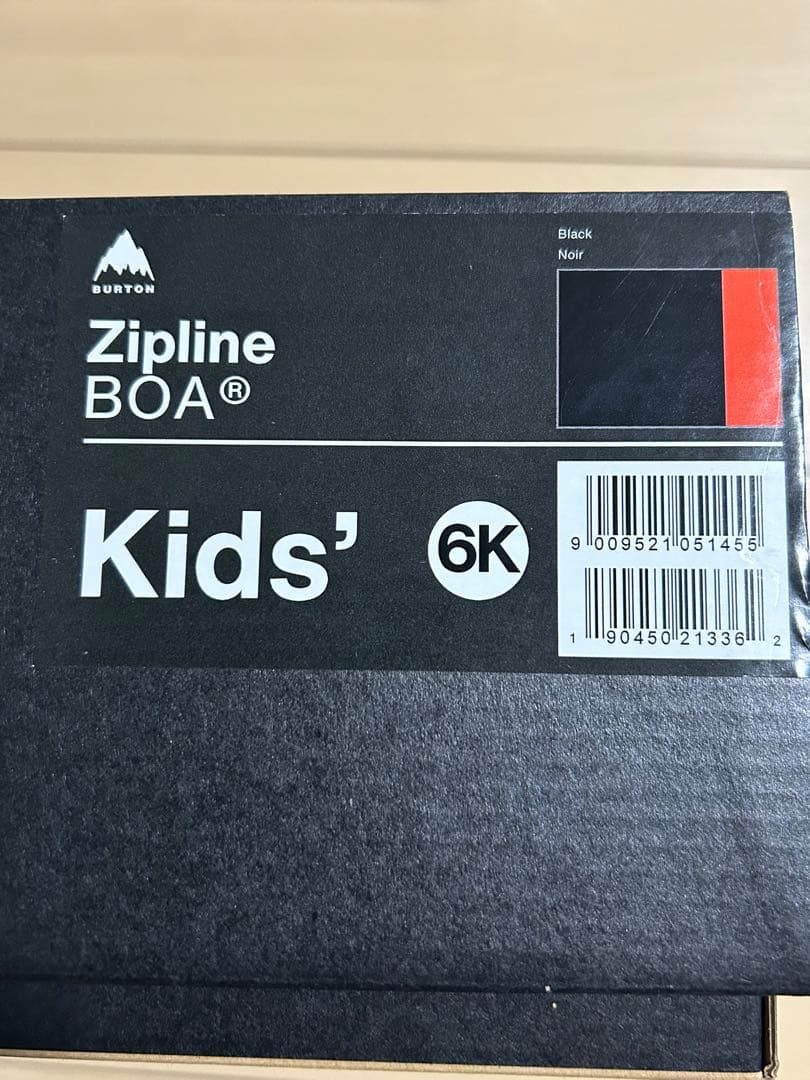 BURTON
Zipline
BOA®
Black
Noir
Kids’
6K
9 009521 051455
1 90450 21336 2